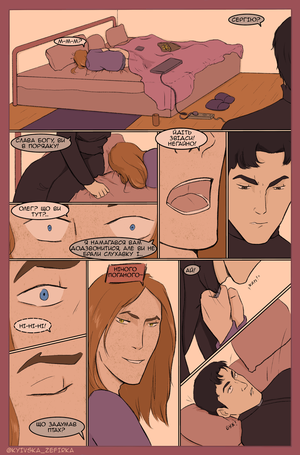 СЕРГІЮ?
М-М-М?
СЛАВА БОГУ, ВИ
В ПОРЯДКУ!
ЙДІТЬ
ЗВІДСИ!
НЕГАЙНО!
ОЛЕГ? ЩО ВИ
ТУТ?..
Я НАМАГАВСЯ ВАМ
ДОДЗВОНИТИСЯ, АЛЕ ВИ НЕ
БРАЛИ СЛУХАВКУ І..
НІ-НІ-НІ!
ЩО ЗАДУМАВ
ПТАХ?
НІЧОГО
ПОГАНОГО~
АЙ!
@KYIVSKA_ZEFIRKA